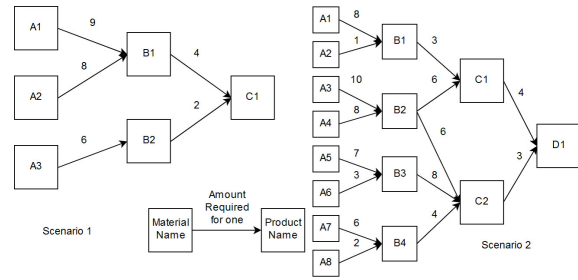 A1
9
A2
8
B1
4
C1
A3
6
B2
2
Scenario 1
Material
Name
Amount
Required
for one
Product
Name
A1
8
A2
1
B1
3
A3
10
A4
8
B2
6
C1
4
6
D1
A5
7
A6
3
B3
8
C2
3
A7
6
A8
2
B4
4
Scenario 2